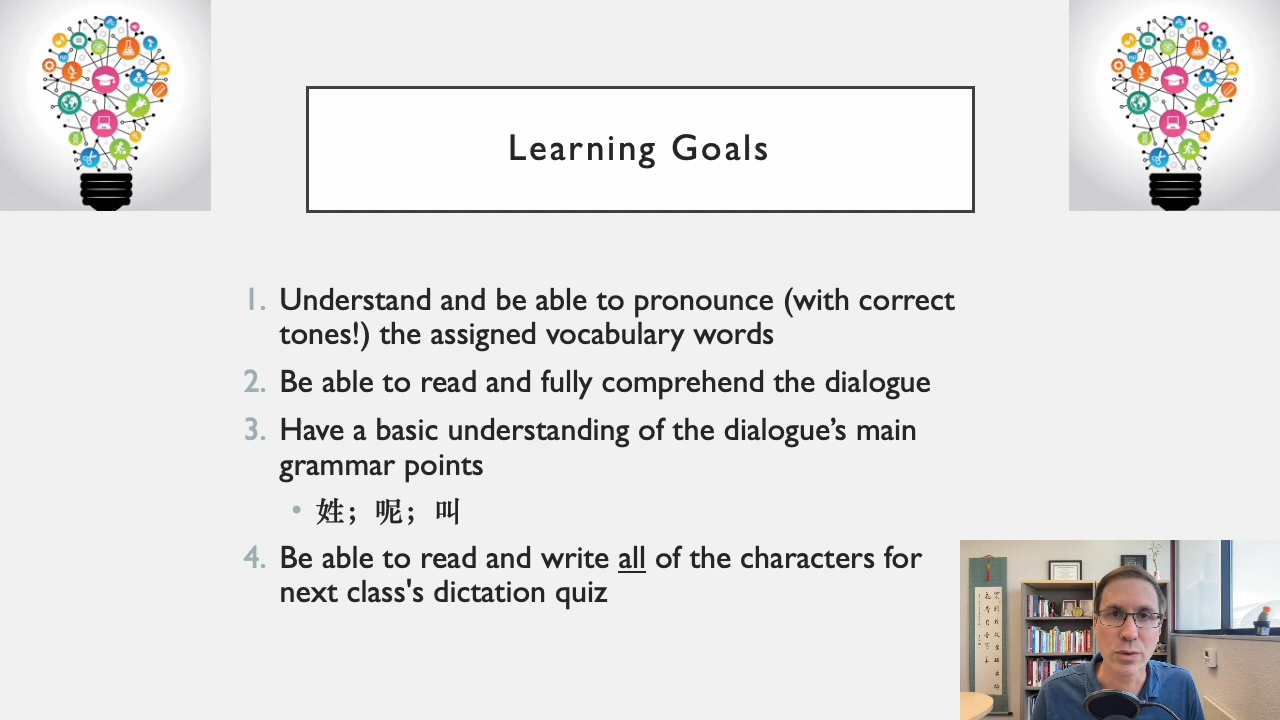 Learning Goals
1. Understand and be able to pronounce (with correct
tones!) the assigned vocabulary words
2. Be able to read and fully comprehend the dialogue
3. Have a basic understanding of the dialogue’s main
grammar points
• 姓；呢；叫
4. Be able to read and write all of the characters for
next class's dictation quiz